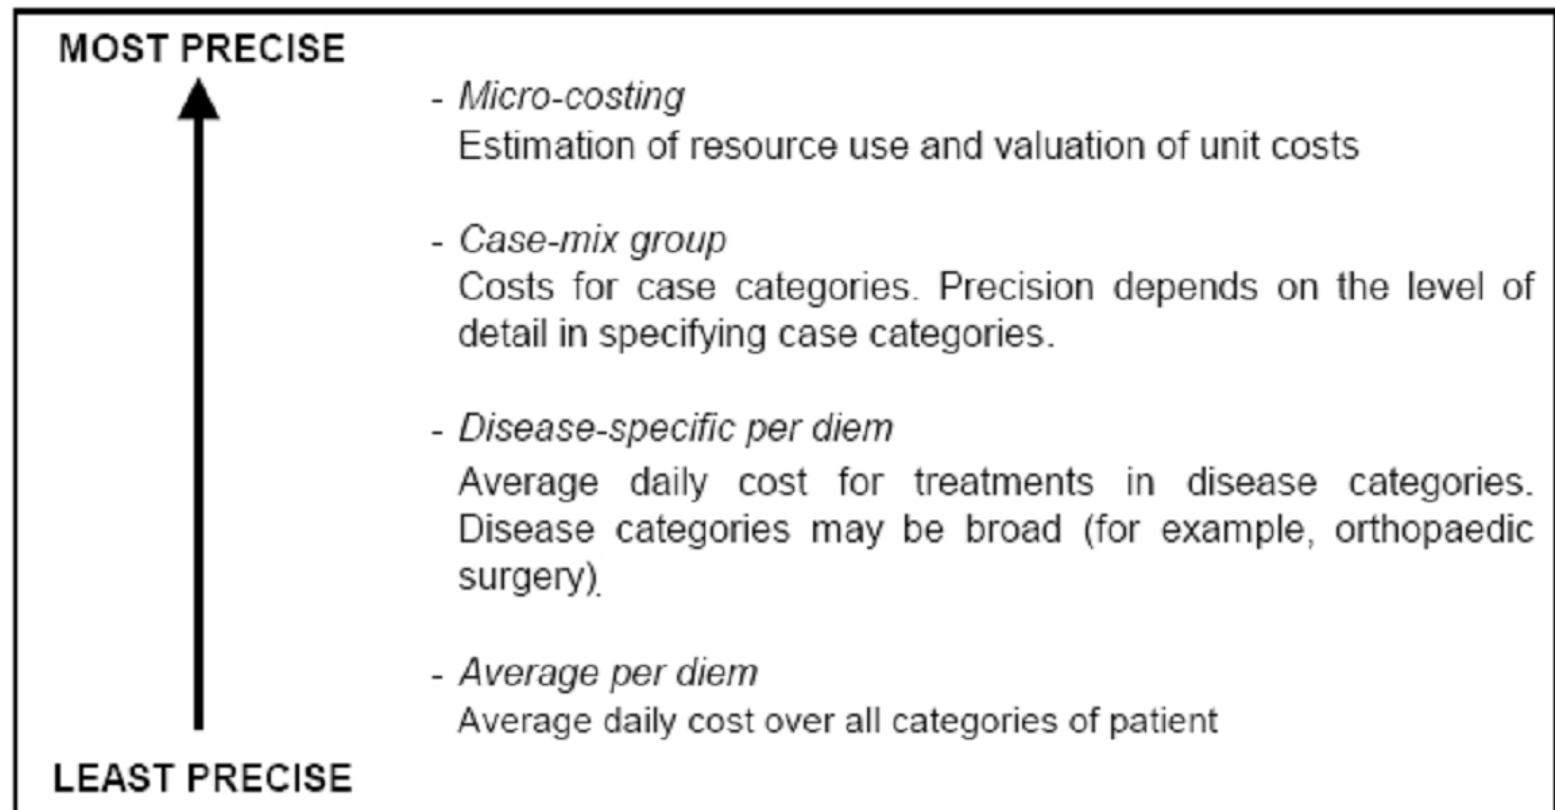 MOST PRECISE
- Micro-costing
Estimation of resource use and valuation of unit costs
- Case-mix group
Costs for case categories. Precision depends on the level of
detail in specifying case categories.
- Disease-specific per diem
Average daily cost for treatments in disease categories.
Disease categories may be broad (for example, orthopaedic
surgery).
- Average per diem
Average daily cost over all categories of patient
LEAST PRECISE